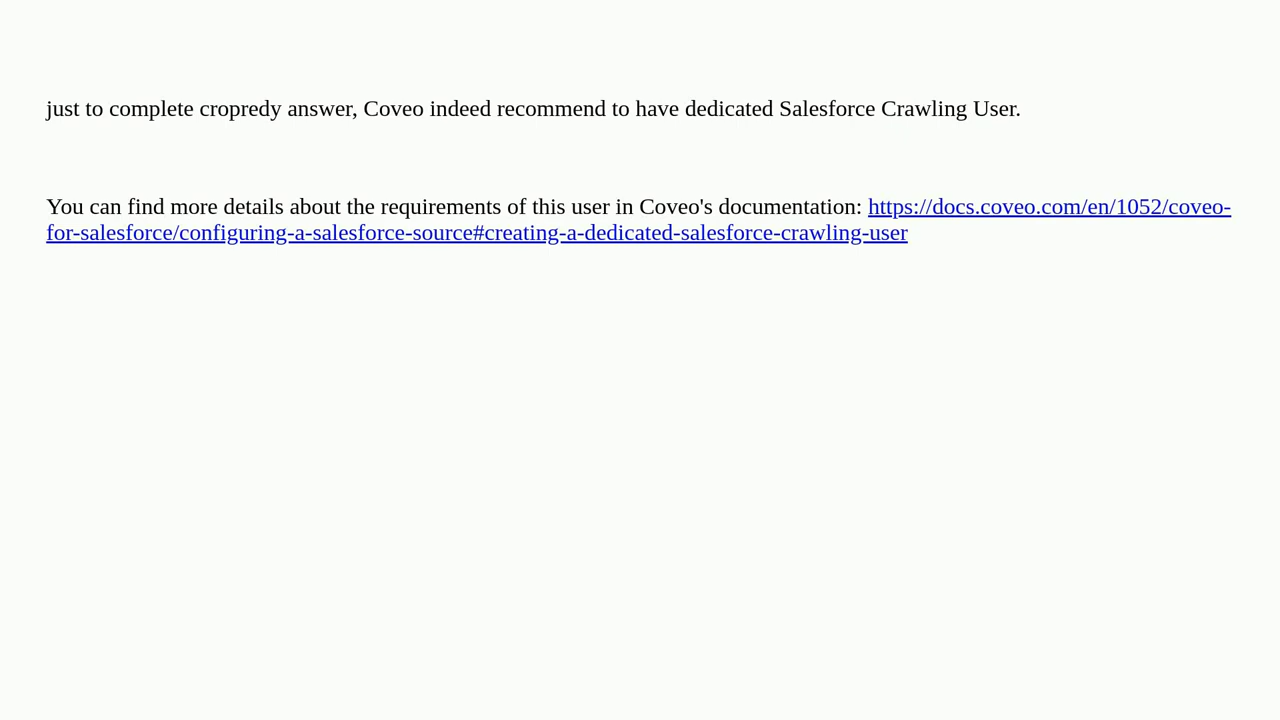 just to complete cropredy answer, Coveo indeed recommend to have dedicated Salesforce Crawling User.
You can find more details about the requirements of this user in Coveo's documentation: https://docs.coveo.com/en/1052/coveo-
for-salesforce/configuring-a-salesforce-source#creating-a-dedicated-salesforce-crawling-user